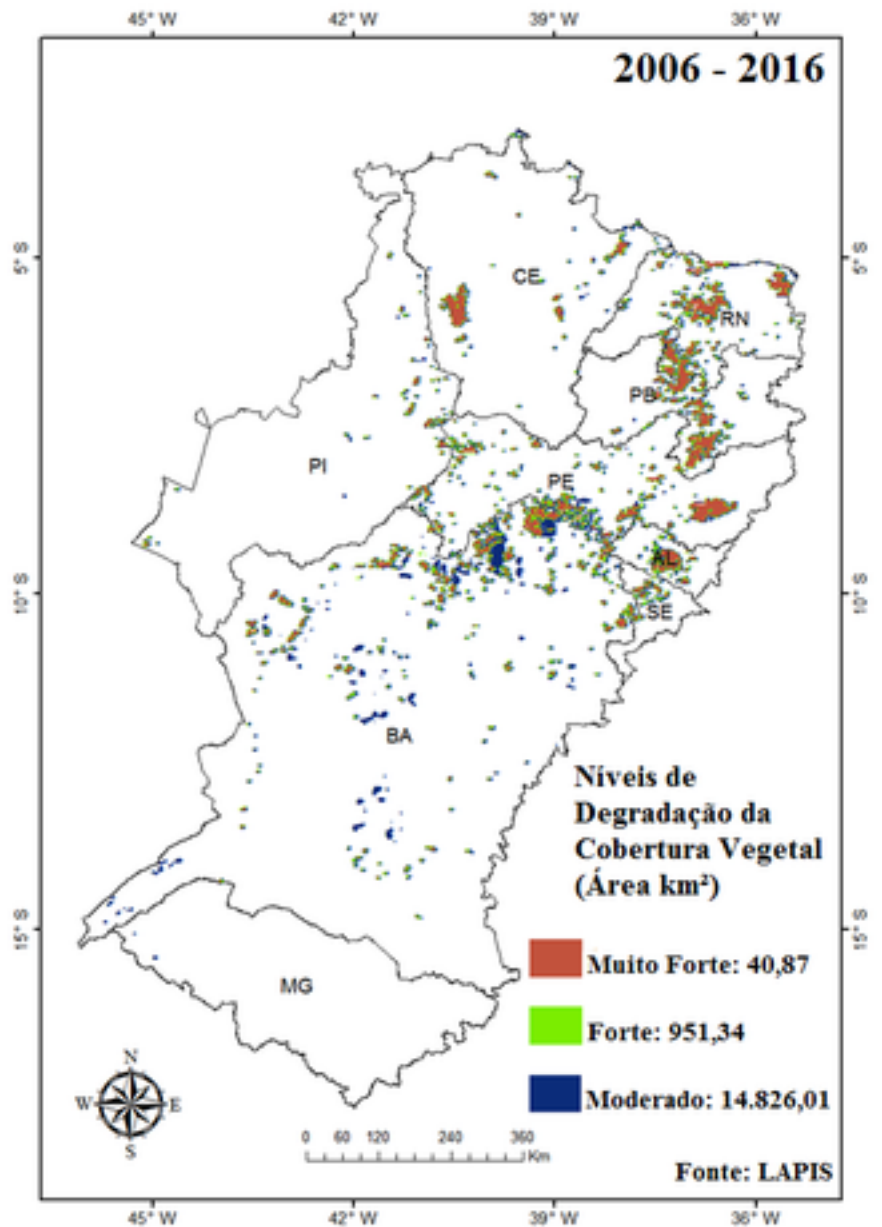 45° W 42° W 39° W 36° W
2006 - 2016
5° S 5° S
CE
RN
PB
PI
PE
AL
10° S 10° S
SE
BA
Níveis de
Degradação da
Cobertura Vegetal
(Área km²)
15° S 15° S
Muito Forte: 40,87
MG
Forte: 951,34
N
W E
S
Moderado: 14.826,01
0 60 120 240 360
Km
Fonte: LAPIS
45° W 42° W 39° W 36° W